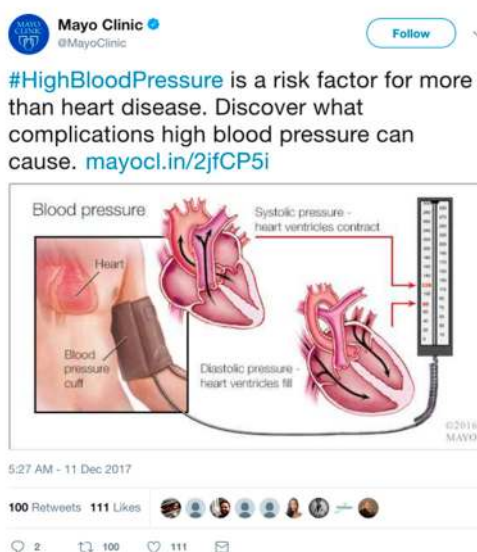 Mayo Clinic
@MayoClinic
Follow
#HighBloodPressure is a risk factor for more
than heart disease. Discover what
complications high blood pressure can
cause. mayocl.in/2jfCP5i
Blood pressure
Systolic pressure -
heart ventricles contract
Heart
Blood
pressure
cuff
Diastolic pressure -
heart ventricles fill
©2016
MAYO
5:27 AM - 11 Dec 2017
100 Retweets 111 Likes
2 100 111